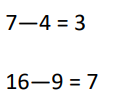 7—4 = 3
16—9 = 7